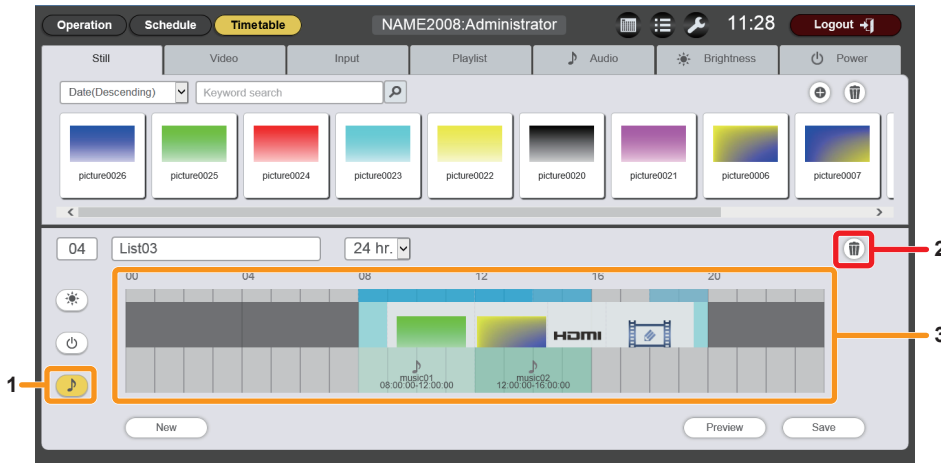 Operation Schedule Timetable NAME2008:Administrator 11:28 Logout
Still Video Input Playlist Audio Brightness Power
Date(Descending) Keyword search
picture0026 picture0025 picture0024 picture0023 picture0022 picture0020 picture0021 picture0006 picture0007
04 List03 24 hr. 2
00 04 08 12 16 20
HDMI 3
1 music01 music02
08:00:00-12:00:00 12:00:00-16:00:00
New Preview Save